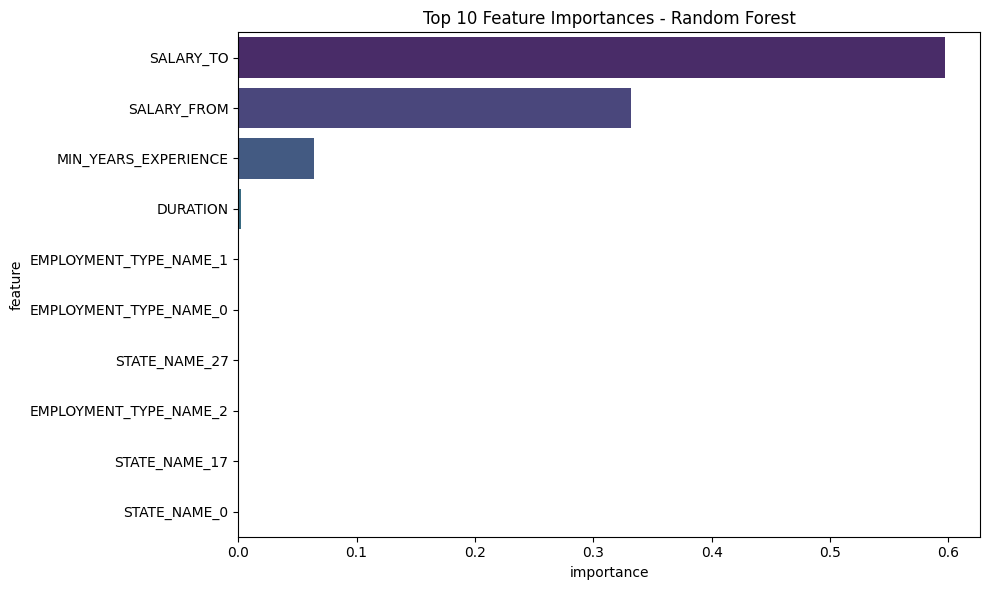 Top 10 Feature Importances - Random Forest
SALARY_TO
SALARY_FROM
MIN_YEARS_EXPERIENCE
DURATION
EMPLOYMENT_TYPE_NAME_1
EMPLOYMENT_TYPE_NAME_0
STATE_NAME_27
EMPLOYMENT_TYPE_NAME_2
STATE_NAME_17
STATE_NAME_0
feature
0.0 0.1 0.2 0.3 0.4 0.5 0.6
importance